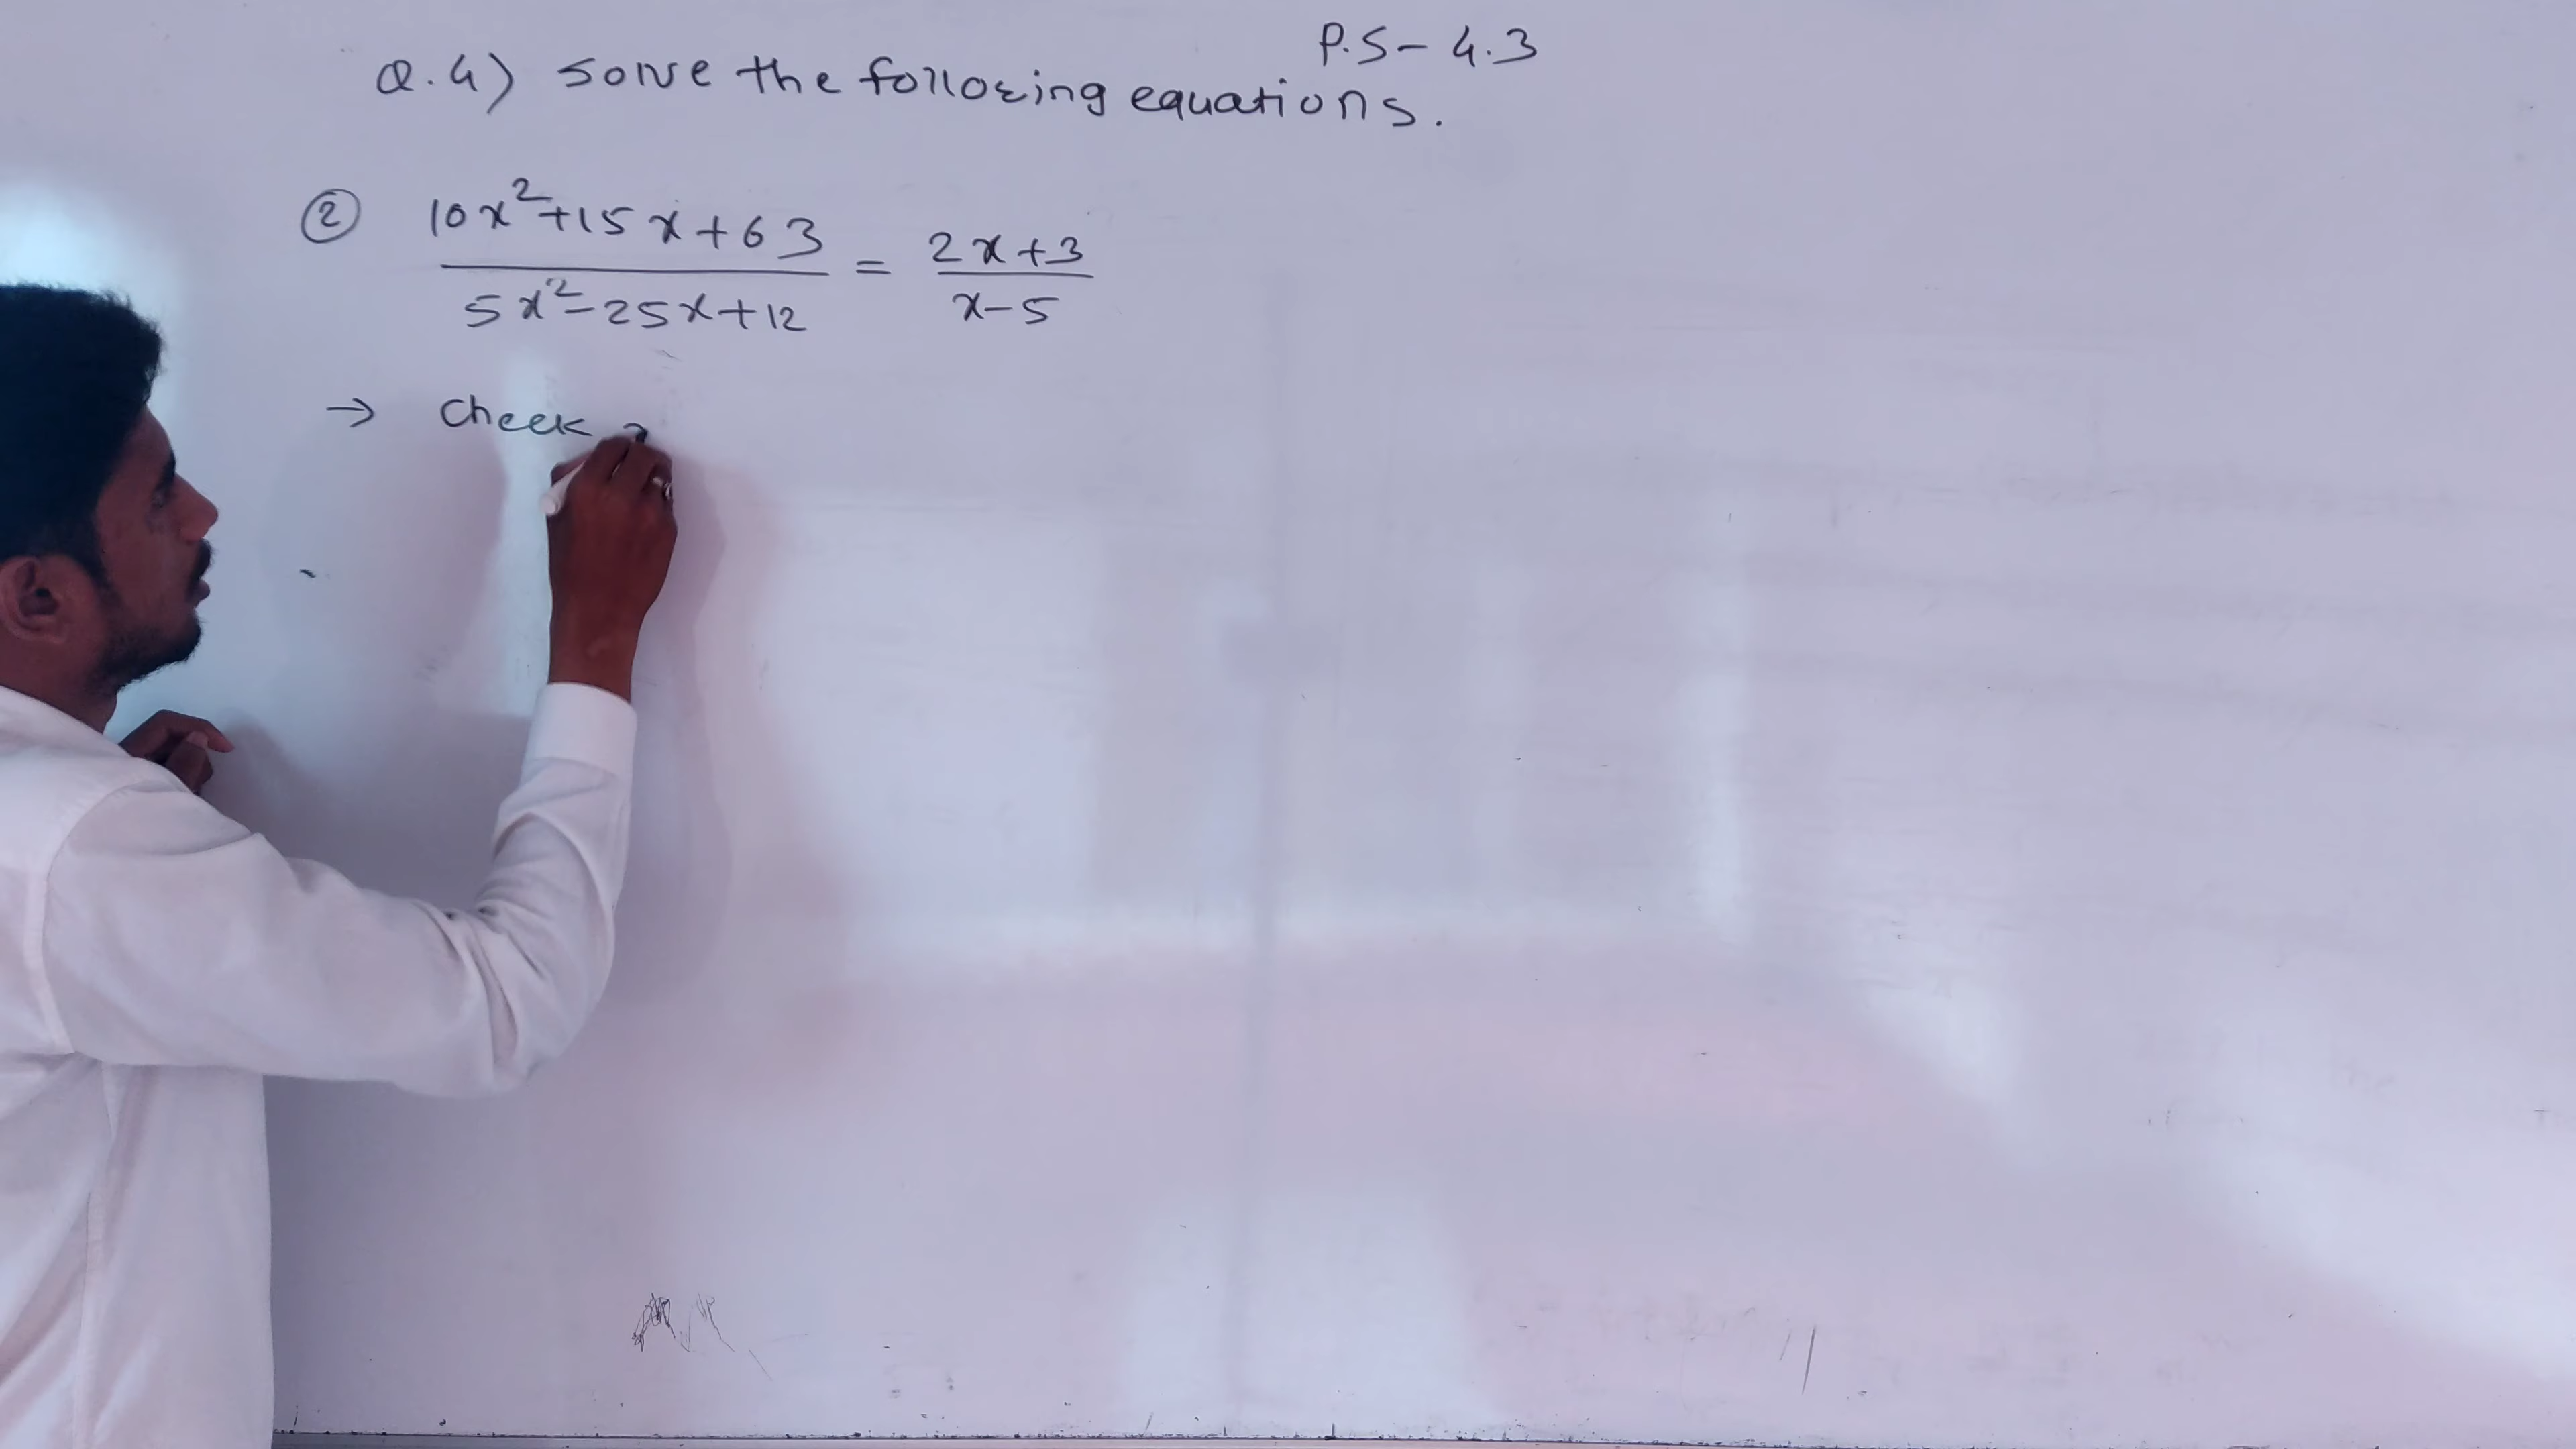 P.S- 4.3
Q.4) Solve the following equations.
② 10x²+15x+63 / 5x²-25x+12 = 2x+3 / x-5
→ Check